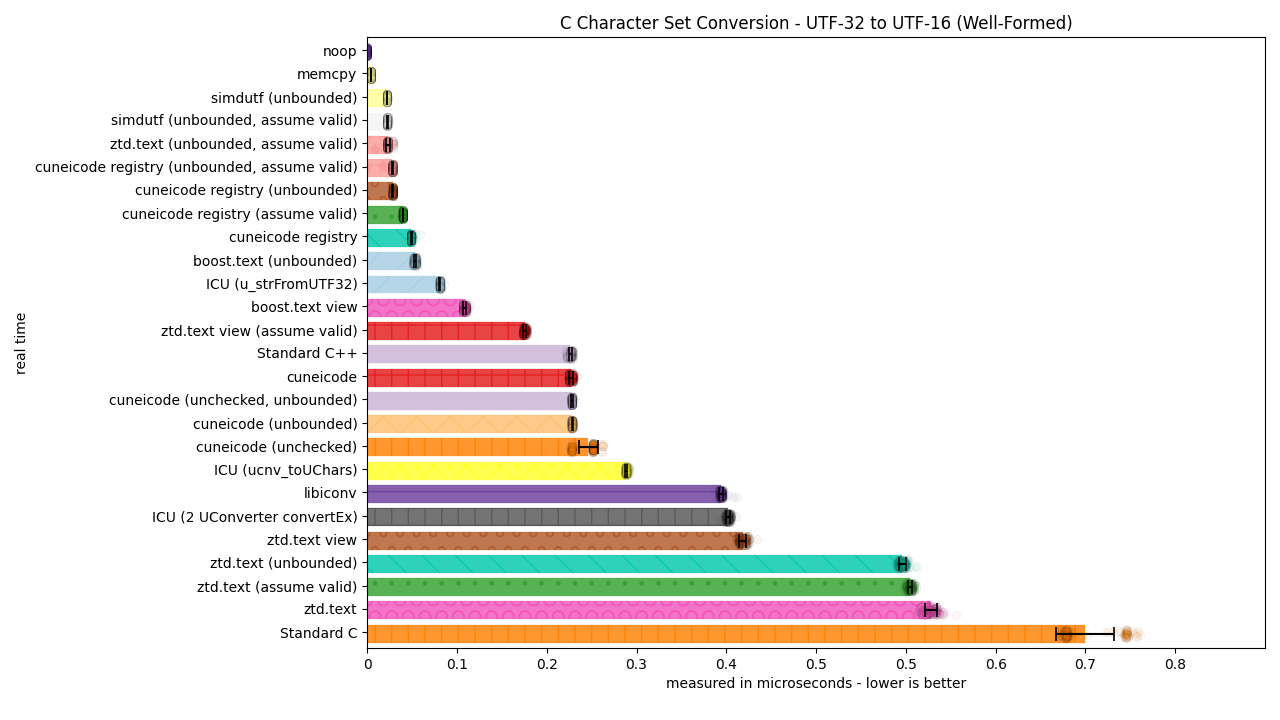 C Character Set Conversion - UTF-32 to UTF-16 (Well-Formed)
real time
noop
memcpy
simdutf (unbounded)
simdutf (unbounded, assume valid)
ztd.text (unbounded, assume valid)
cuneicode registry (unbounded, assume valid)
cuneicode registry (unbounded)
cuneicode registry (assume valid)
cuneicode registry
boost.text (unbounded)
ICU (u_strFromUTF32)
boost.text view
ztd.text view (assume valid)
Standard C++
cuneicode
cuneicode (unchecked, unbounded)
cuneicode (unbounded)
cuneicode (unchecked)
ICU (ucnv_toUChars)
libiconv
ICU (2 UConverter convertEx)
ztd.text view
ztd.text (unbounded)
ztd.text (assume valid)
ztd.text
Standard C
0 0.1 0.2 0.3 0.4 0.5 0.5 0.6 0.7 0.8
measured in microseconds - lower is better